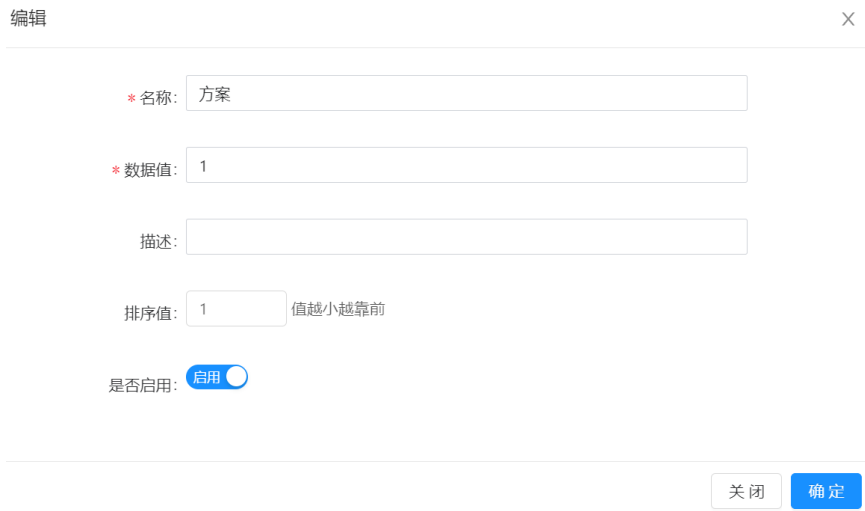 编辑
* 名称: 方案
* 数据值: 1
描述:
排序值: 1 值越小越靠前
是否启用: 启用
关 闭 确 定